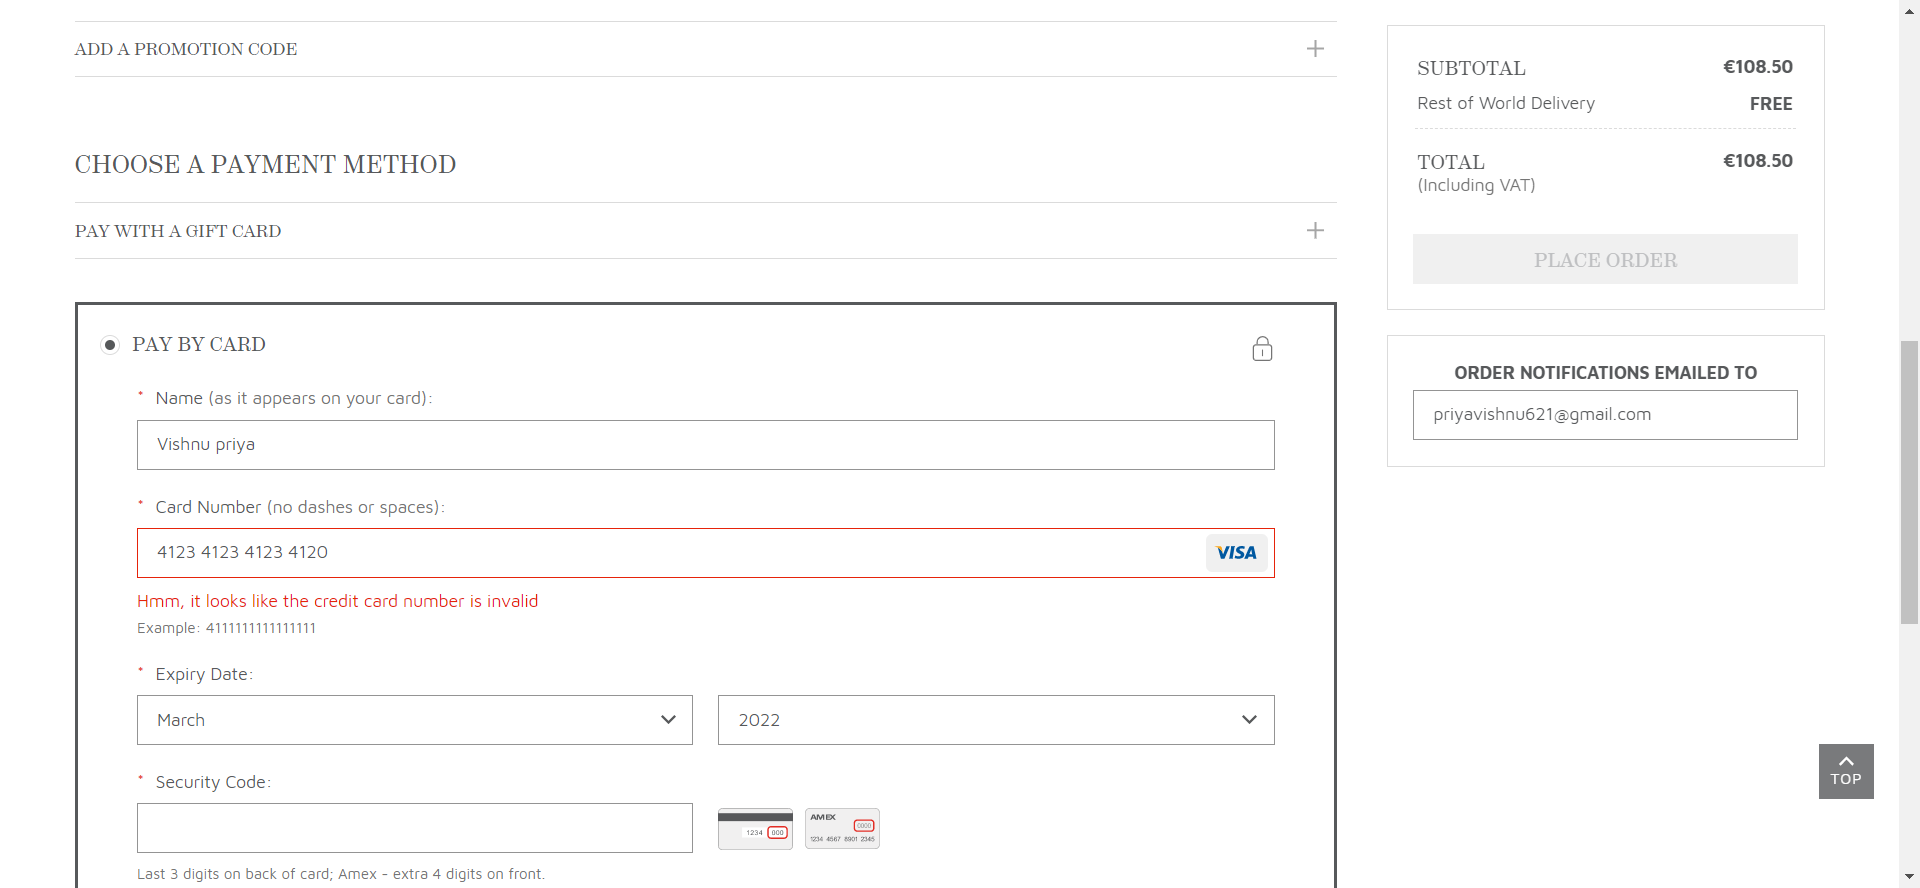 ADD A PROMOTION CODE
CHOOSE A PAYMENT METHOD
PAY WITH A GIFT CARD
PAY BY CARD
* Name (as it appears on your card):
Vishnu priya
* Card Number (no dashes or spaces):
4123 4123 4123 4120
VISA
Hmm, it looks like the credit card number is invalid
Example: 4111111111111111
* Expiry Date:
March
2022
* Security Code:
1234 000
AMEX
0000
1234 4567 8901 2345
Last 3 digits on back of card; Amex - extra 4 digits on front.
SUBTOTAL €108.50
Rest of World Delivery FREE
TOTAL €108.50
(Including VAT)
PLACE ORDER
ORDER NOTIFICATIONS EMAILED TO
priyavishnu621@gmail.com
TOP